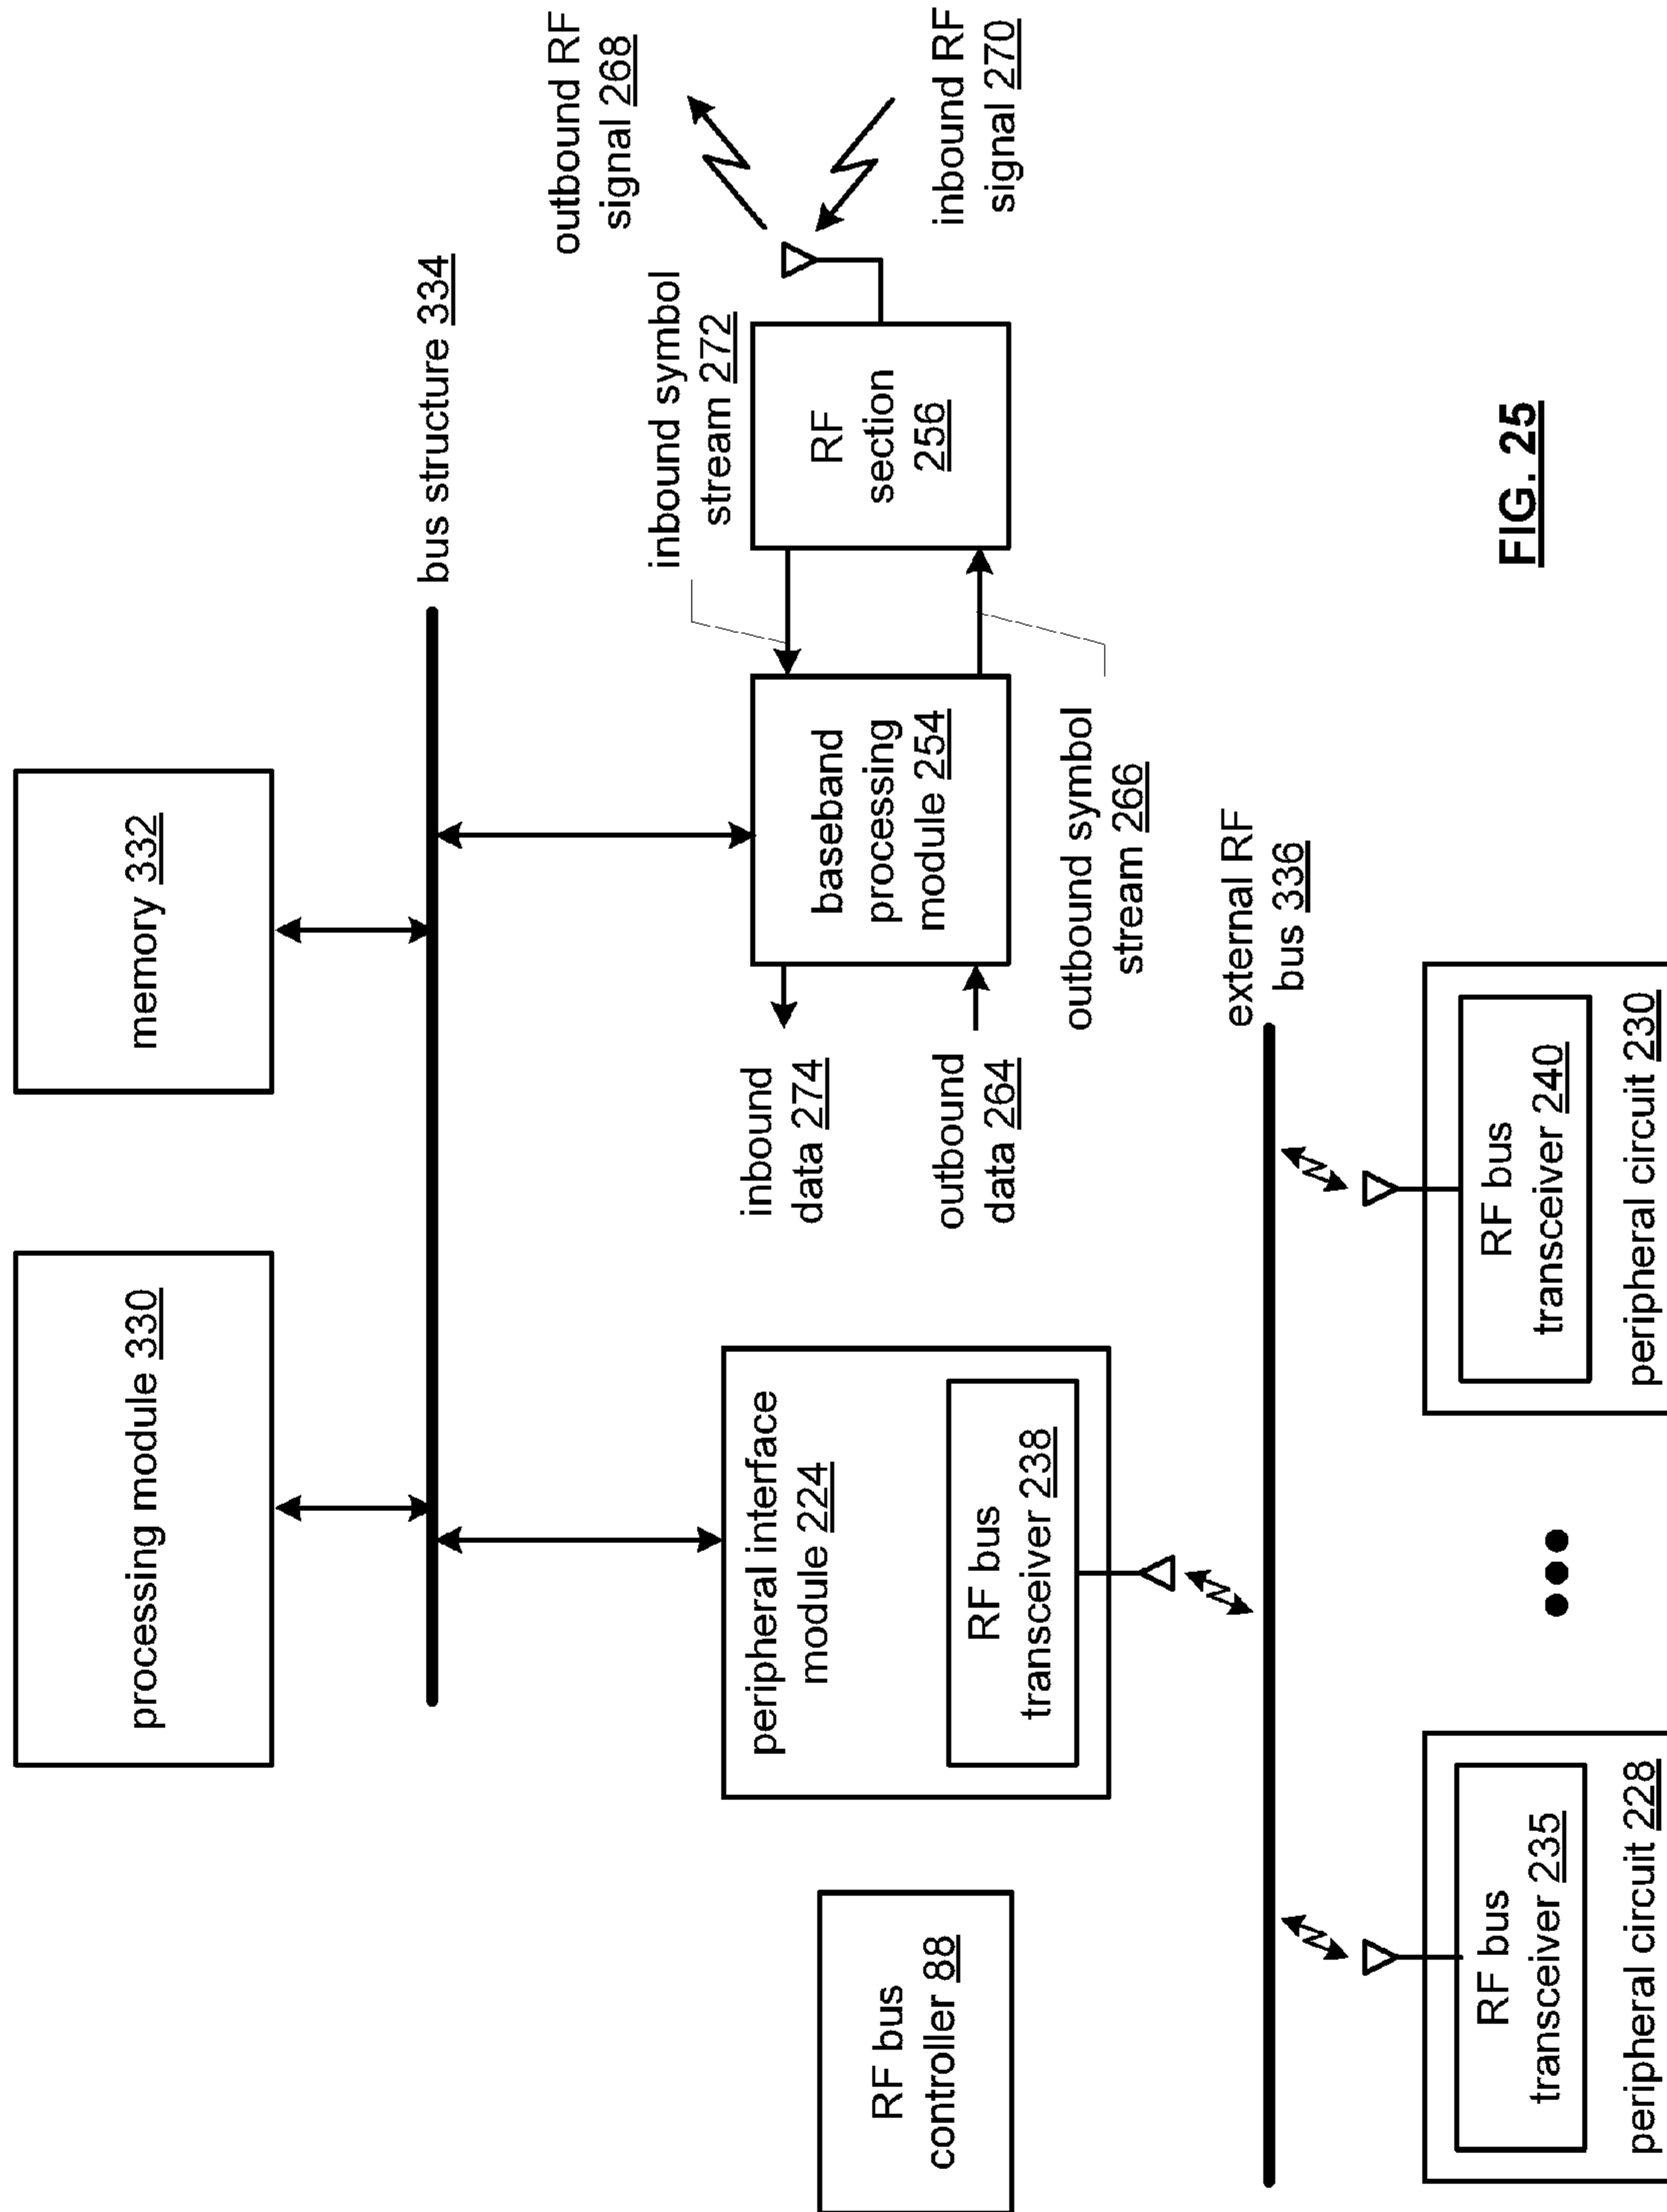 processing module 330
memory 332
bus structure 334
outbound RF
signal 268
inbound RF
signal 270
inbound symbol
stream 272
RF
section
256
baseband
processing
module 254
outbound symbol
stream 266
inbound
data 274
outbound
data 264
peripheral interface
module 224
RF bus
transceiver 238
RF bus
controller 88
external RF
bus 336
RF bus
transceiver 235
peripheral circuit 228
RF bus
transceiver 240
peripheral circuit 230
FIG. 25